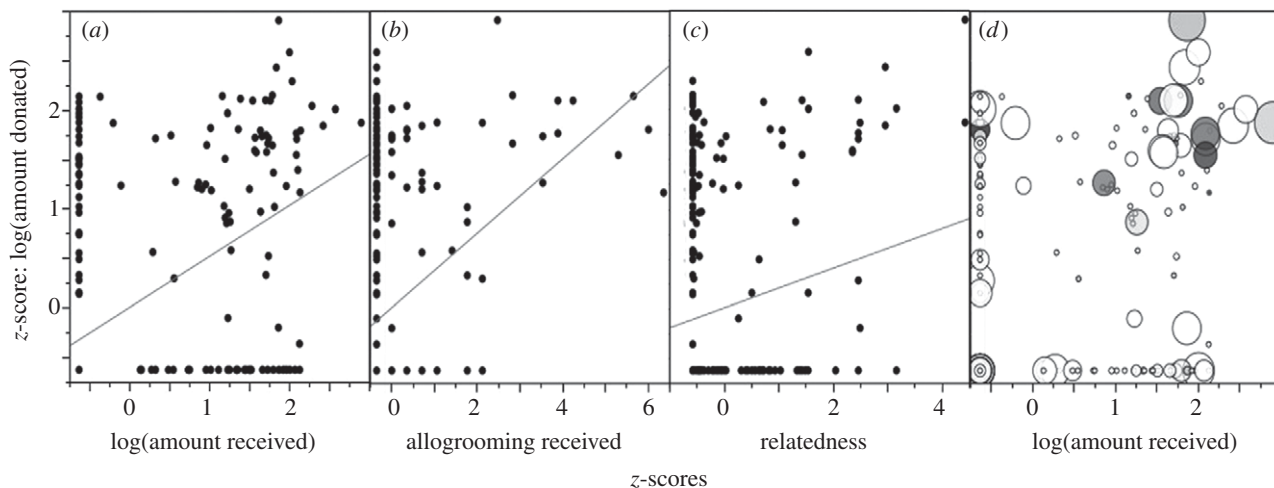 (a) (b) (c) (d)
z-score: log(amount donated)
2
1
0
0 1 2 0 2 4 6 0 2 4 0 1 2
log(amount received) allogrooming received relatedness log(amount received)
z-scores